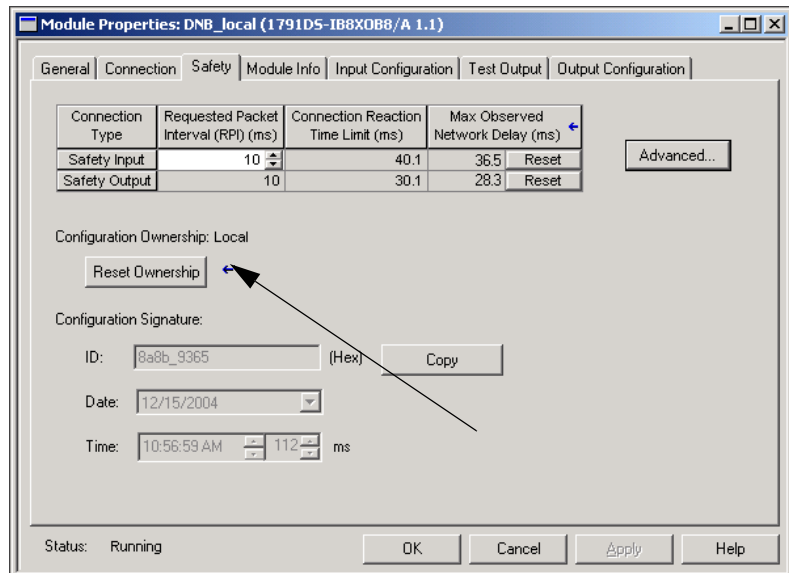 Module Properties: DNB_local (1791DS-IB8XOB8/A 1.1)
General Connection Safety Module Info Input Configuration Test Output Output Configuration
Connection Type Requested Packet Interval (RPI) (ms) Connection Reaction Time Limit (ms) Max Observed Network Delay (ms)
Safety Input 10 40.1 36.5 Reset
Safety Output 10 30.1 28.3 Reset
Advanced...
Configuration Ownership: Local
Reset Ownership
Configuration Signature:
ID: 8a8b_9365 (Hex) Copy
Date: 12/15/2004
Time: 10:56:59 AM 112 ms
Status: Running OK Cancel Apply Help